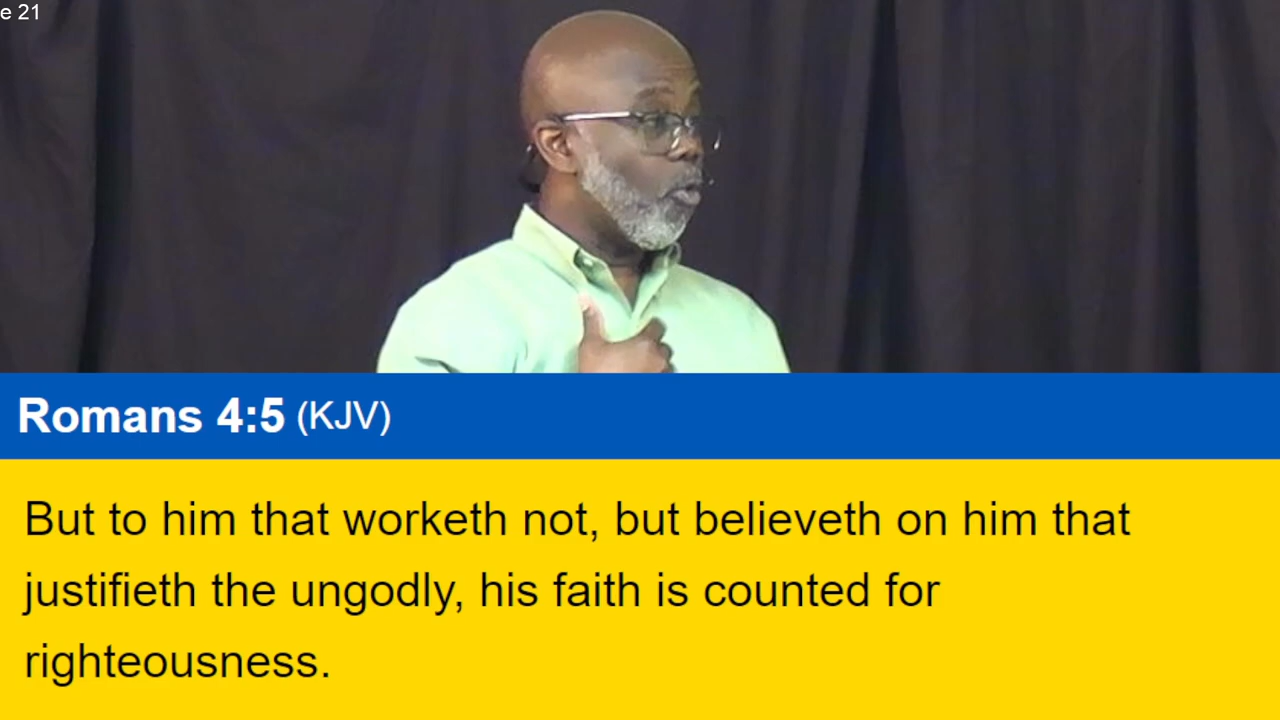 e 21
Romans 4:5 (KJV)
But to him that worketh not, but believeth on him that
justifieth the ungodly, his faith is counted for
righteousness.